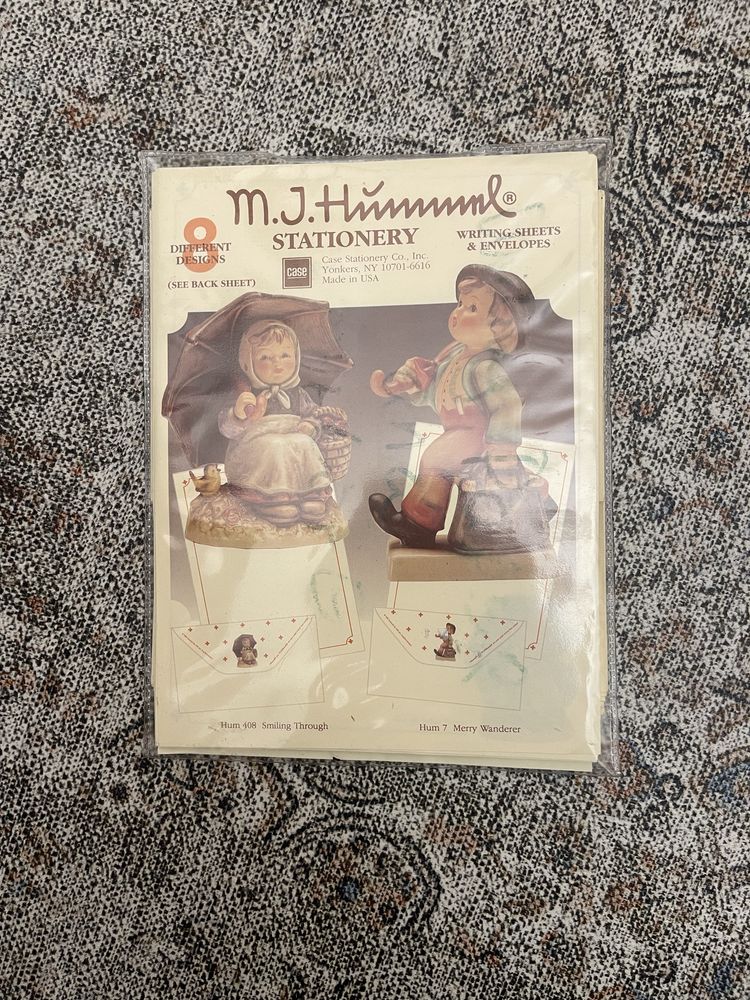 M.J.Hummel®
STATIONERY
8
DIFFERENT
DESIGNS
(SEE BACK SHEET)
case
Case Stationery Co., Inc.
Yonkers, NY 10701-6616
Made in USA
WRITING SHEETS
& ENVELOPES
Hum 408 Smiling Through
Hum 7 Merry Wanderer